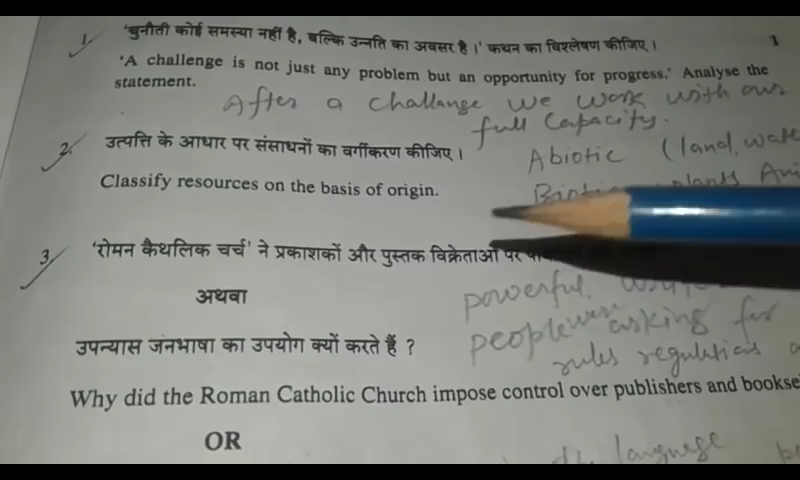 1. 'चुनौती कोई समस्या नहीं है, बल्कि उन्नति का अवसर है।' कथन का विश्लेषण कीजिए। 1
'A challenge is not just any problem but an opportunity for progress.' Analyse the
statement.
After a challange we work with our
full capacity.
2. उत्पत्ति के आधार पर संसाधनों का वर्गीकरण कीजिए।
Abiotic (land, wate
Classify resources on the basis of origin.
plants Ani
3. 'रोमन कैथलिक चर्च' ने प्रकाशकों और पुस्तक विक्रेताओं पर
powerful.
अथवा
people were asking for
उपन्यास जनभाषा का उपयोग क्यों करते हैं ?
rules regulations
Why did the Roman Catholic Church impose control over publishers and bookse
OR
language